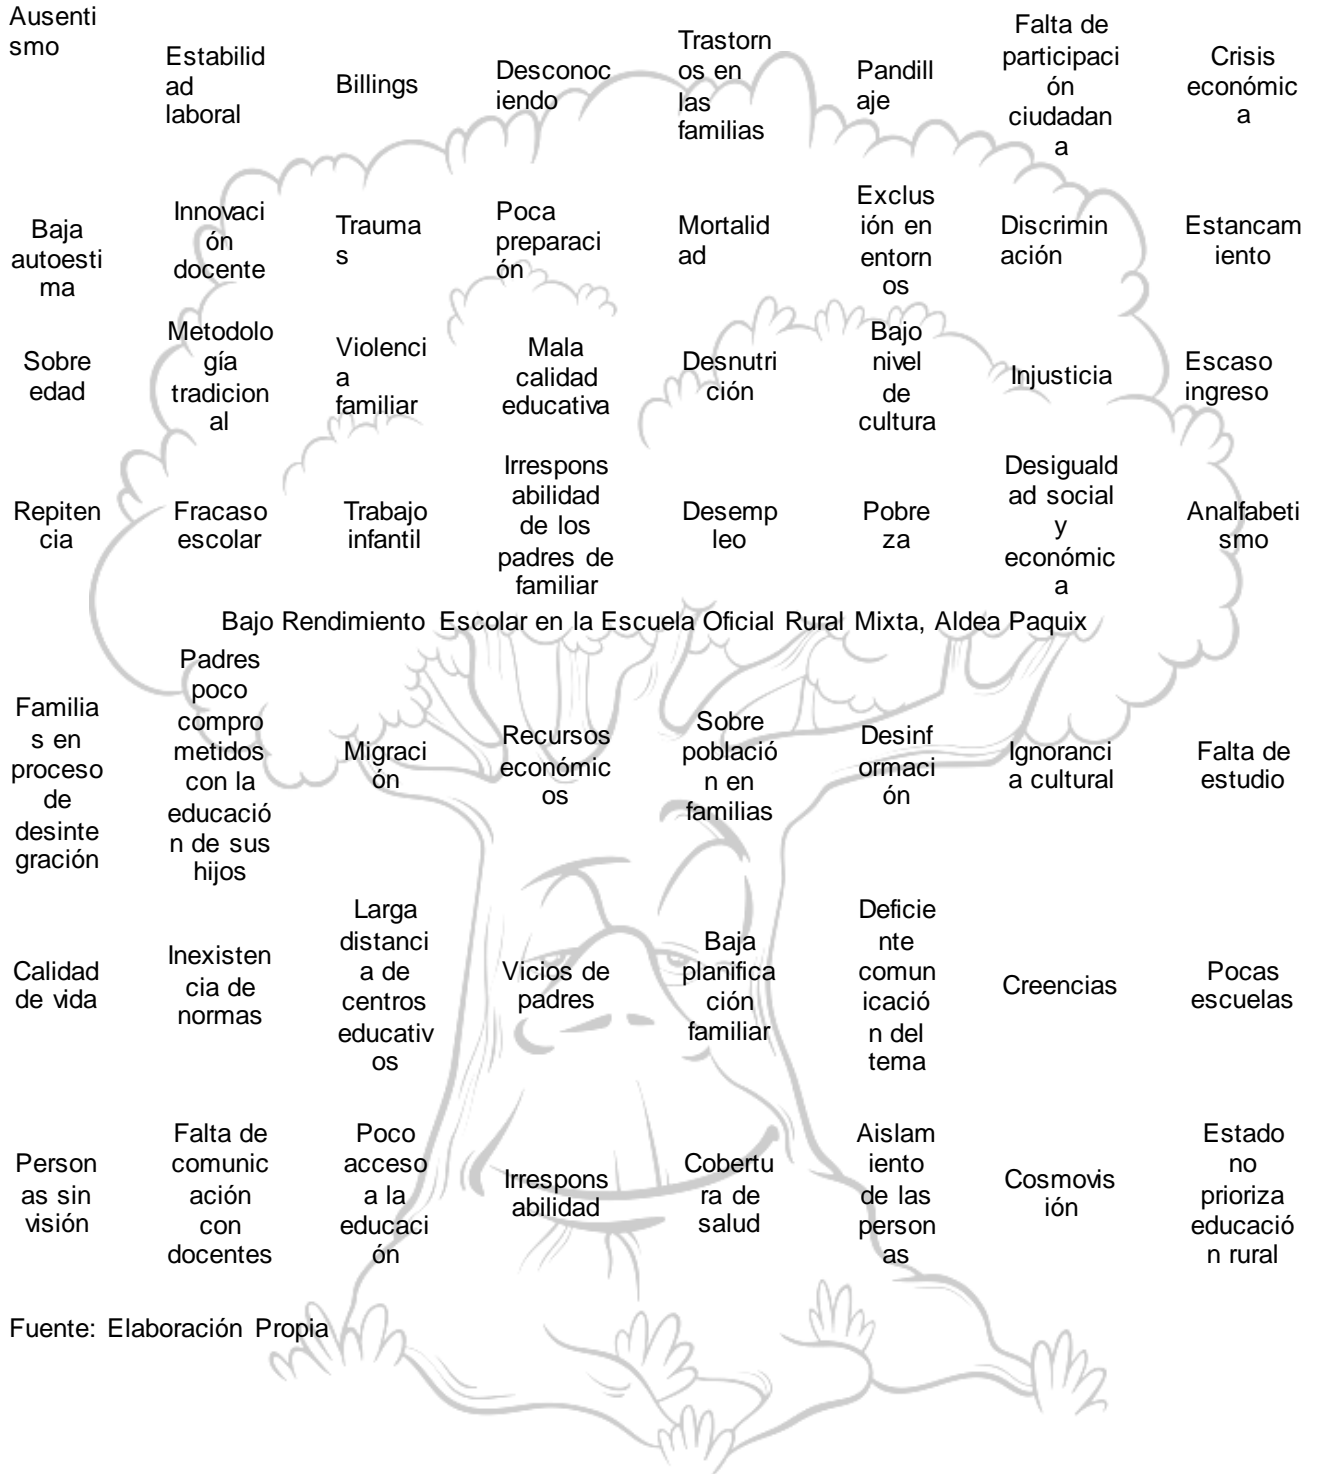 Ausenti
smo
Estabilid
ad
laboral
Billings
Desconoc
iendo
Trastorn
os en
las
familias
Pandill
aje
Falta de
participaci
ón
ciudadan
a
Crisis
económic
a
Baja
autoesti
ma
Innovaci
ón
docente
Trauma
s
Poca
preparaci
ón
Mortalid
ad
Exclus
ión en
entorn
os
Discrimin
ación
Estancam
iento
Sobre
edad
Metodolo
gía
tradicion
al
Violenci
a
familiar
Mala
calidad
educativa
Desnutri
ción
Bajo
nivel
de
cultura
Injusticia
Escaso
ingreso
Repiten
cia
Fracaso
escolar
Trabajo
infantil
Irrespons
abilidad
de los
padres de
familiar
Desemp
leo
Pobre
za
Desiguald
ad social
y
económic
a
Analfabeti
smo
Bajo Rendimiento Escolar en la Escuela Oficial Rural Mixta, Aldea Paquix
Familia
s en
proceso
de
desinte
gración
Padres
poco
compro
metidos
con la
educació
n de sus
hijos
Migraci
ón
Recursos
económic
os
Sobre
població
n en
familias
Desinf
ormaci
ón
Ignoranci
a cultural
Falta de
estudio
Calidad
de vida
Inexisten
cia de
normas
Larga
distanci
a de
centros
educativ
os
Vicios de
padres
Baja
planifica
ción
familiar
Deficie
nte
comun
icació
n del
tema
Creencias
Pocas
escuelas
Person
as sin
visión
Falta de
comunic
ación
con
docentes
Poco
acceso
a la
educaci
ón
Irrespons
abilidad
Cobertu
ra de
salud
Aislam
iento
de las
person
as
Cosmovis
ión
Estado
no
prioriza
educació
n rural
Fuente: Elaboración Propia